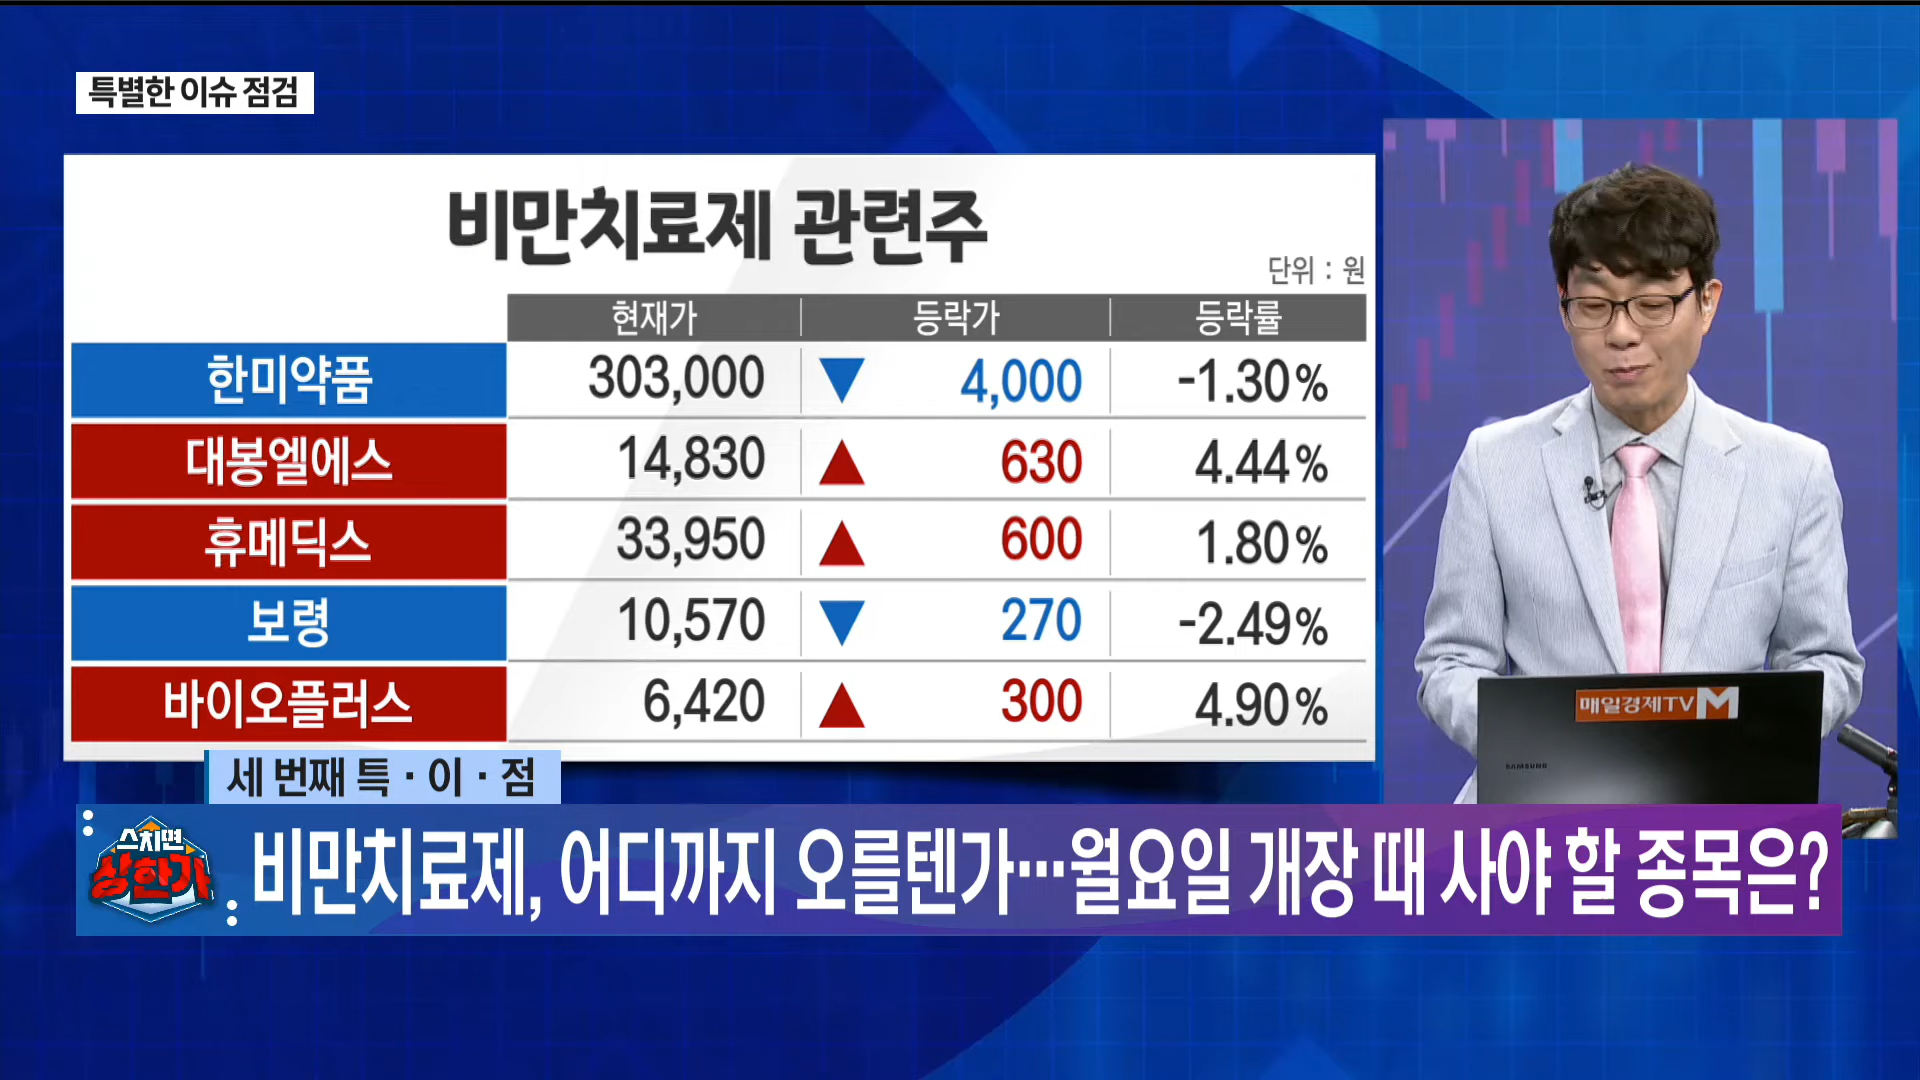 특별한 이슈 점검
비만치료제 관련주
단위 : 원
현재가 등락가 등락률
한미약품 303,000 ▼ 4,000 -1.30%
대봉엘에스 14,830 ▲ 630 4.44%
휴메딕스 33,950 ▲ 600 1.80%
보령 10,570 ▼ 270 -2.49%
바이오플러스 6,420 ▲ 300 4.90%
매일경제TV M
SAMSUNG
세 번째 특·이·점
스치면
상한가
비만치료제, 어디까지 오를텐가…월요일 개장 때 사야 할 종목은?